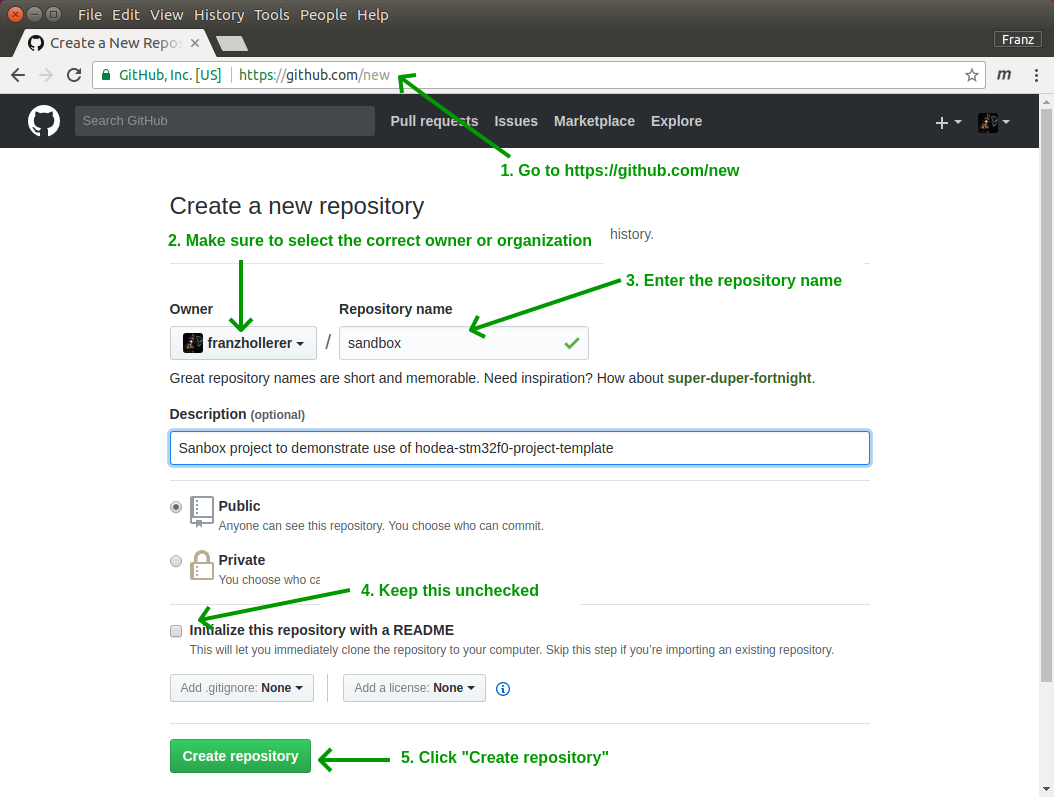 File Edit View History Tools People Help
Create a New Repos
Franz
GitHub, Inc. [US] https://github.com/new
m
Search GitHub
Pull requests Issues Marketplace Explore
1. Go to https://github.com/new
Create a new repository
history.
2. Make sure to select the correct owner or organization
3. Enter the repository name
Owner Repository name
franzhollerer / sandbox
Great repository names are short and memorable. Need inspiration? How about super-duper-fortnight.
Description (optional)
Sanbox project to demonstrate use of hodea-stm32f0-project-template
Public
Anyone can see this repository. You choose who can commit.
Private
You choose who ca
4. Keep this unchecked
Initialize this repository with a README
This will let you immediately clone the repository to your computer. Skip this step if you’re importing an existing repository.
Add .gitignore: None Add a license: None
Create repository
5. Click "Create repository"